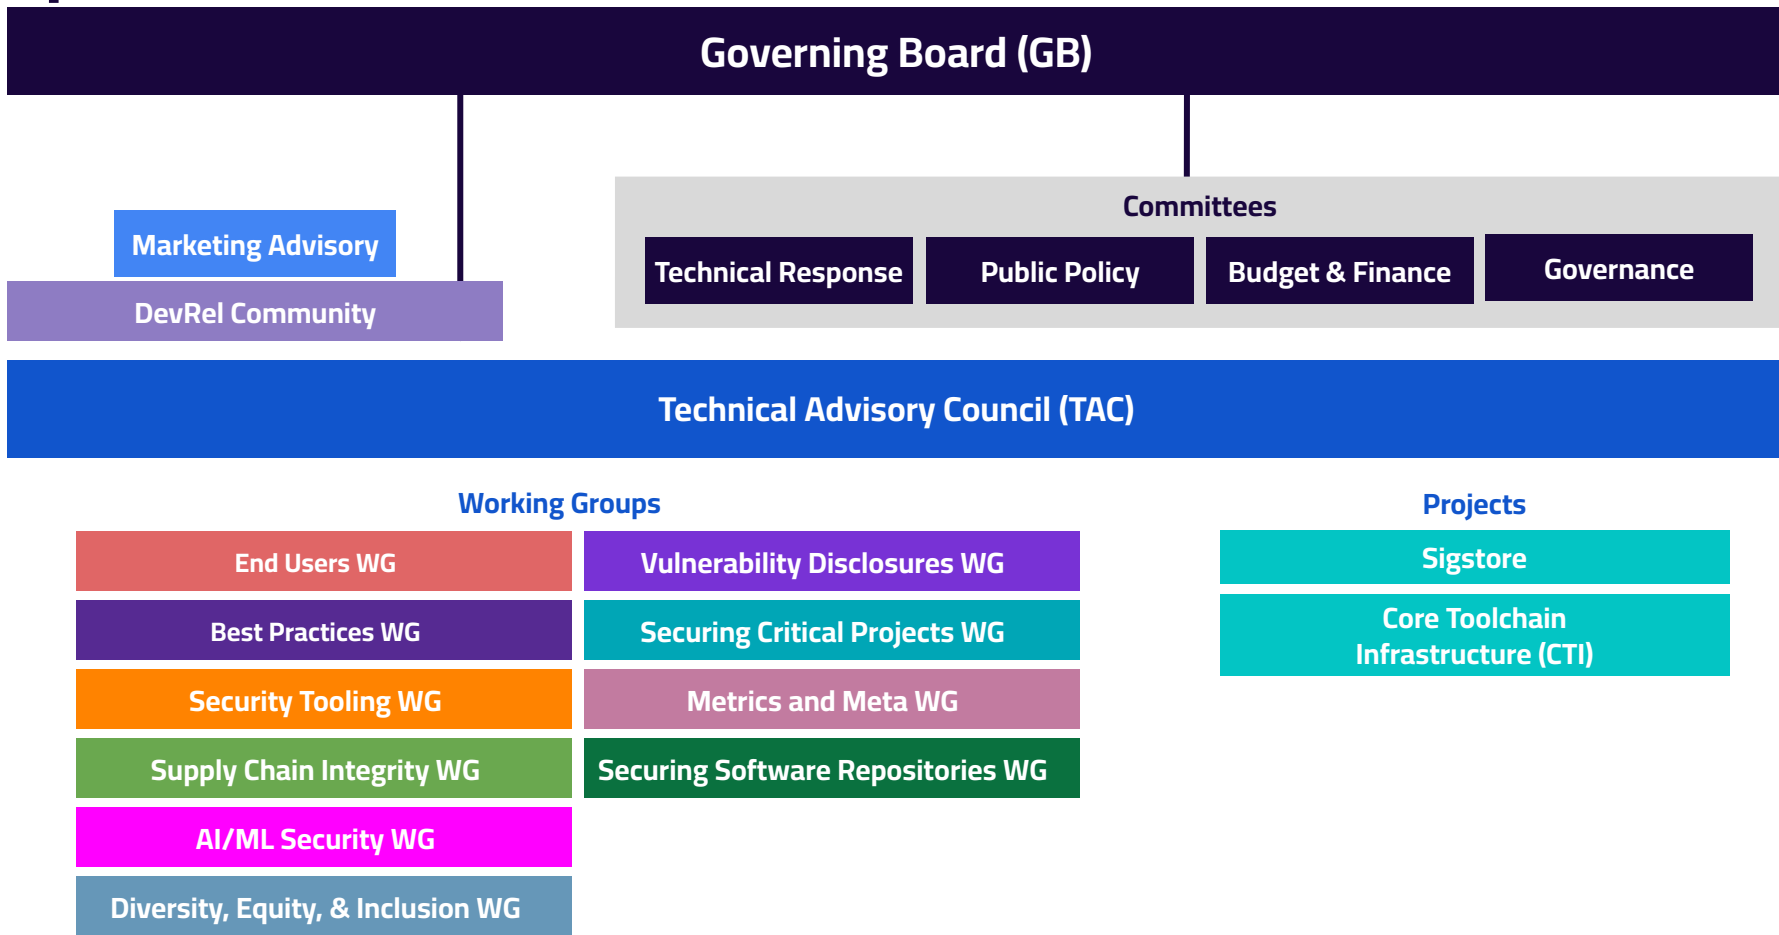 Governing Board (GB)
Marketing Advisory
DevRel Community
Committees
Technical Response
Public Policy
Budget & Finance
Governance
Technical Advisory Council (TAC)
Working Groups
End Users WG
Best Practices WG
Security Tooling WG
Supply Chain Integrity WG
AI/ML Security WG
Diversity, Equity, & Inclusion WG
Vulnerability Disclosures WG
Securing Critical Projects WG
Metrics and Meta WG
Securing Software Repositories WG
Projects
Sigstore
Core Toolchain
Infrastructure (CTI)